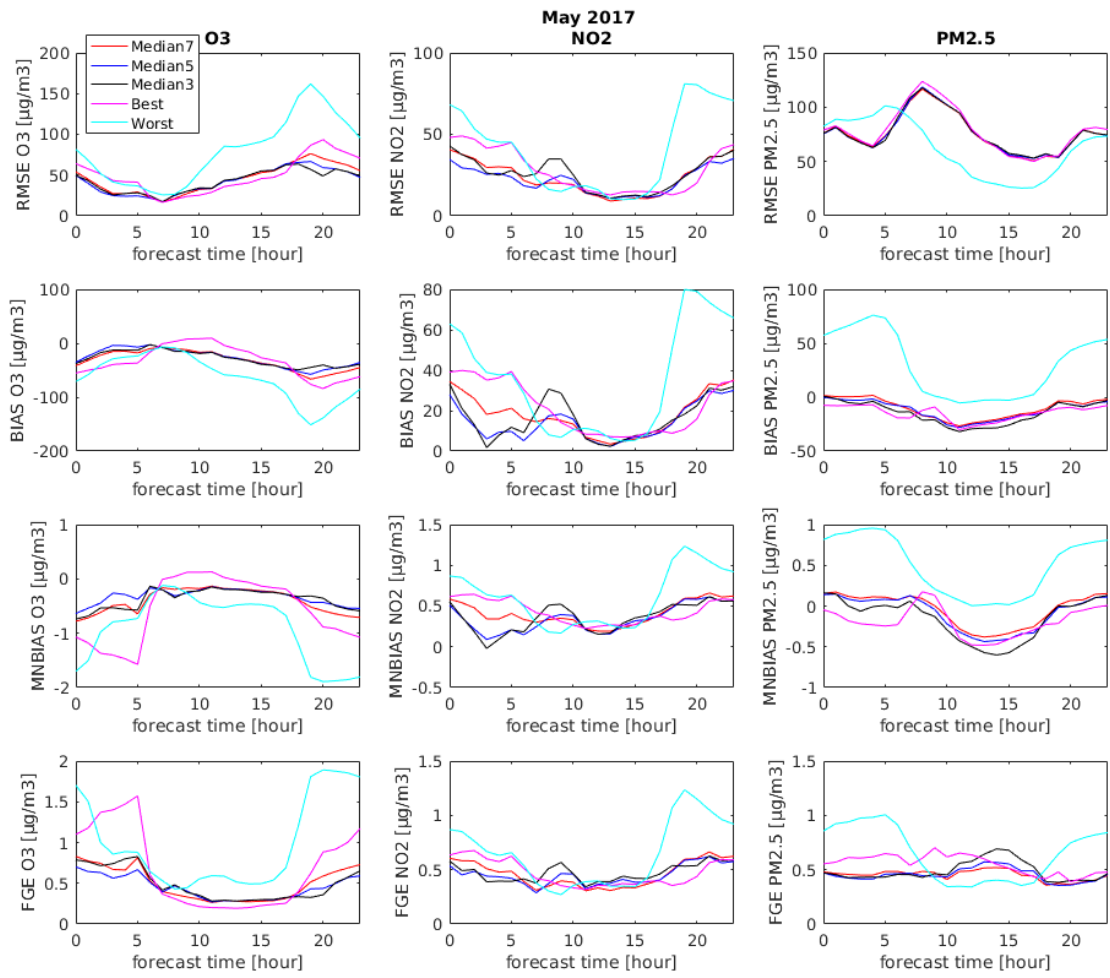 May 2017
O3 NO2 PM2.5
Median7
Median5
Median3
Best
Worst
RMSE O3 [µg/m3]
200
150
100
50
0
0 5 10 15 20
forecast time [hour]
RMSE NO2 [µg/m3]
100
50
0
0 5 10 15 20
forecast time [hour]
RMSE PM2.5 [µg/m3]
150
100
50
0
0 5 10 15 20
forecast time [hour]
BIAS O3 [µg/m3]
100
0
-100
-200
0 5 10 15 20
forecast time [hour]
BIAS NO2 [µg/m3]
80
60
40
20
0
0 5 10 15 20
forecast time [hour]
BIAS PM2.5 [µg/m3]
100
50
0
-50
0 5 10 15 20
forecast time [hour]
MNBIAS O3 [µg/m3]
1
0
-1
-2
0 5 10 15 20
forecast time [hour]
MNBIAS NO2 [µg/m3]
1.5
1
0.5
0
-0.5
0 5 10 15 20
forecast time [hour]
MNBIAS PM2.5 [µg/m3]
1
0.5
0
-0.5
-1
0 5 10 15 20
forecast time [hour]
FGE O3 [µg/m3]
2
1.5
1
0.5
0
0 5 10 15 20
forecast time [hour]
FGE NO2 [µg/m3]
1.5
1
0.5
0
0 5 10 15 20
forecast time [hour]
FGE PM2.5 [µg/m3]
1.5
1
0.5
0
0 5 10 15 20
forecast time [hour]